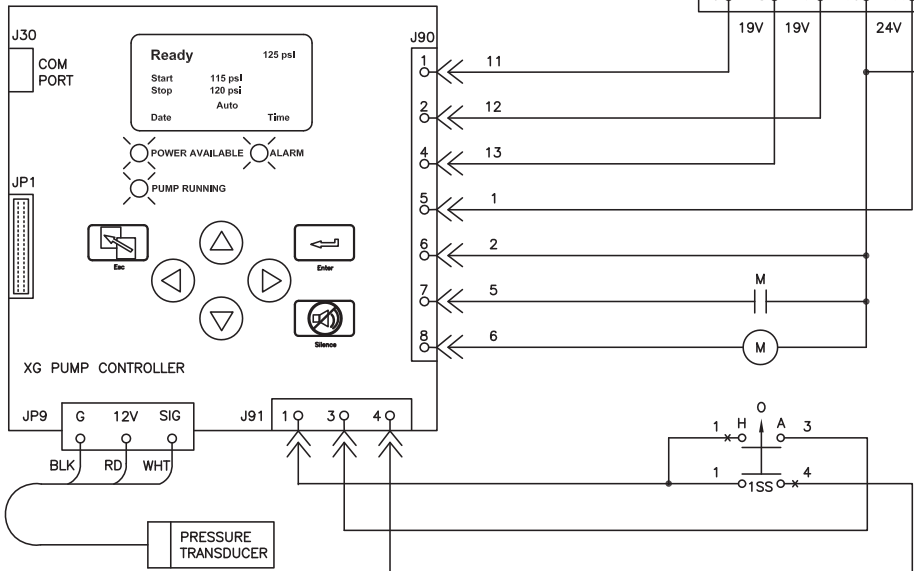 19V 19V 24V
J30
COM
PORT
Ready 125 psi
Start 115 psi
Stop 120 psi
Auto
Date Time
J90
1 11
2 12
4 13
5 1
6 2
7 5
M
8 6
M
POWER AVAILABLE ALARM
PUMP RUNNING
JP1
Esc
Enter
Silence
XG PUMP CONTROLLER
JP9 G 12V SIG
J91 1 3 4
BLK RD WHT
PRESSURE
TRANSDUCER
O
1 x H A 3
1 1SS x 4